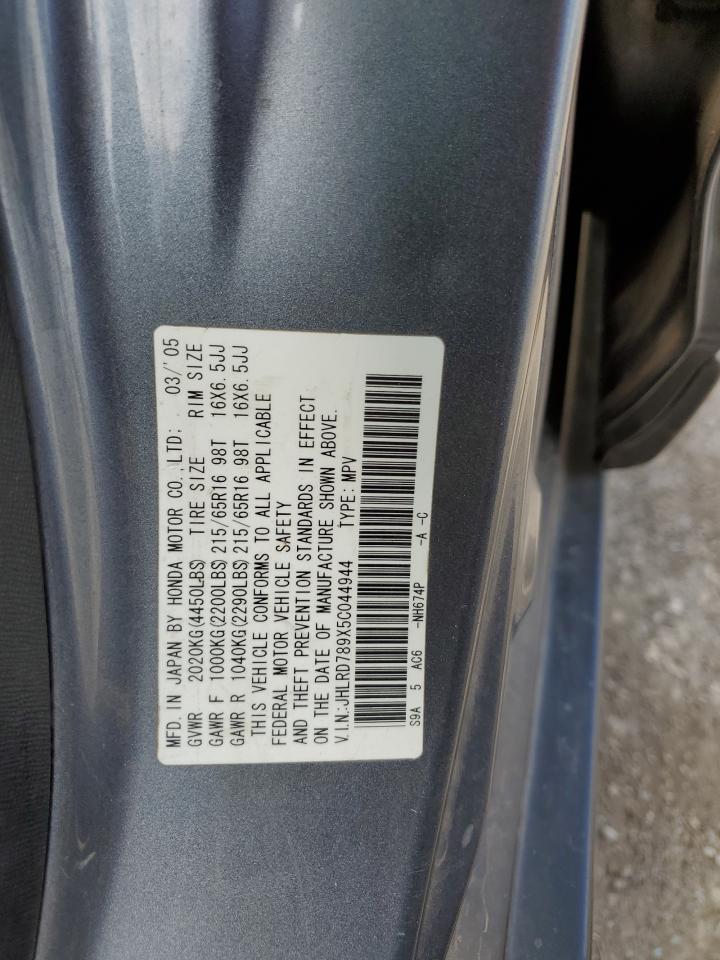 MFD. IN JAPAN BY HONDA MOTOR CO., LTD. 03/'05
GVWR 2020KG(4450LBS) TIRE SIZE RIM SIZE
GAWR F 1000KG(2200LBS) 215/65R16 98T 16X6.5JJ
GAWR R 1040KG(2290LBS) 215/65R16 98T 16X6.5JJ
THIS VEHICLE CONFORMS TO ALL APPLICABLE
FEDERAL MOTOR VEHICLE SAFETY
AND THEFT PREVENTION STANDARDS IN EFFECT
ON THE DATE OF MANUFACTURE SHOWN ABOVE.
V.I.N.:JHLRD789X5C044944 TYPE: MPV
S9A 5 AC6 -NH674P -A -C